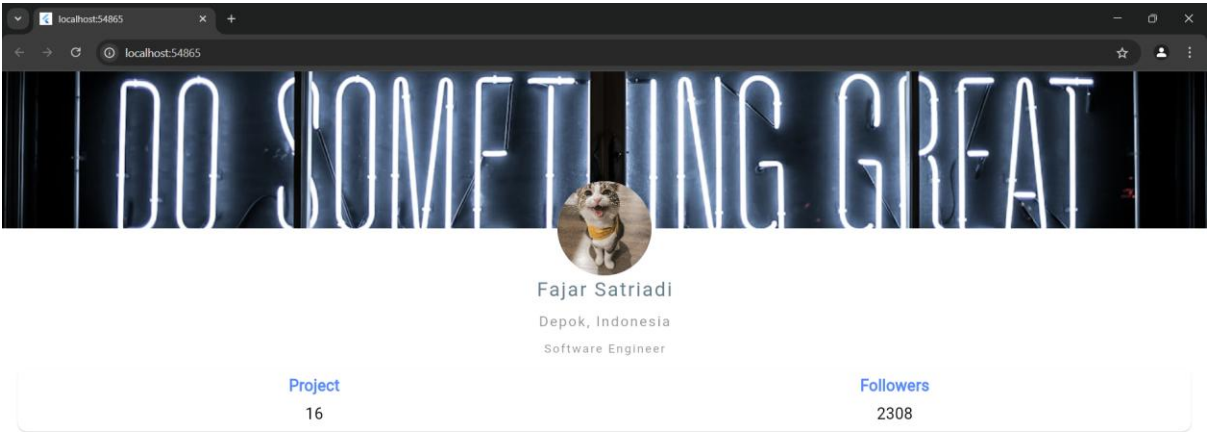 localhost:54865
localhost:54865
DO SOMETHING GREAT
Fajar Satriadi
Depok, Indonesia
Software Engineer
Project Followers
16 2308